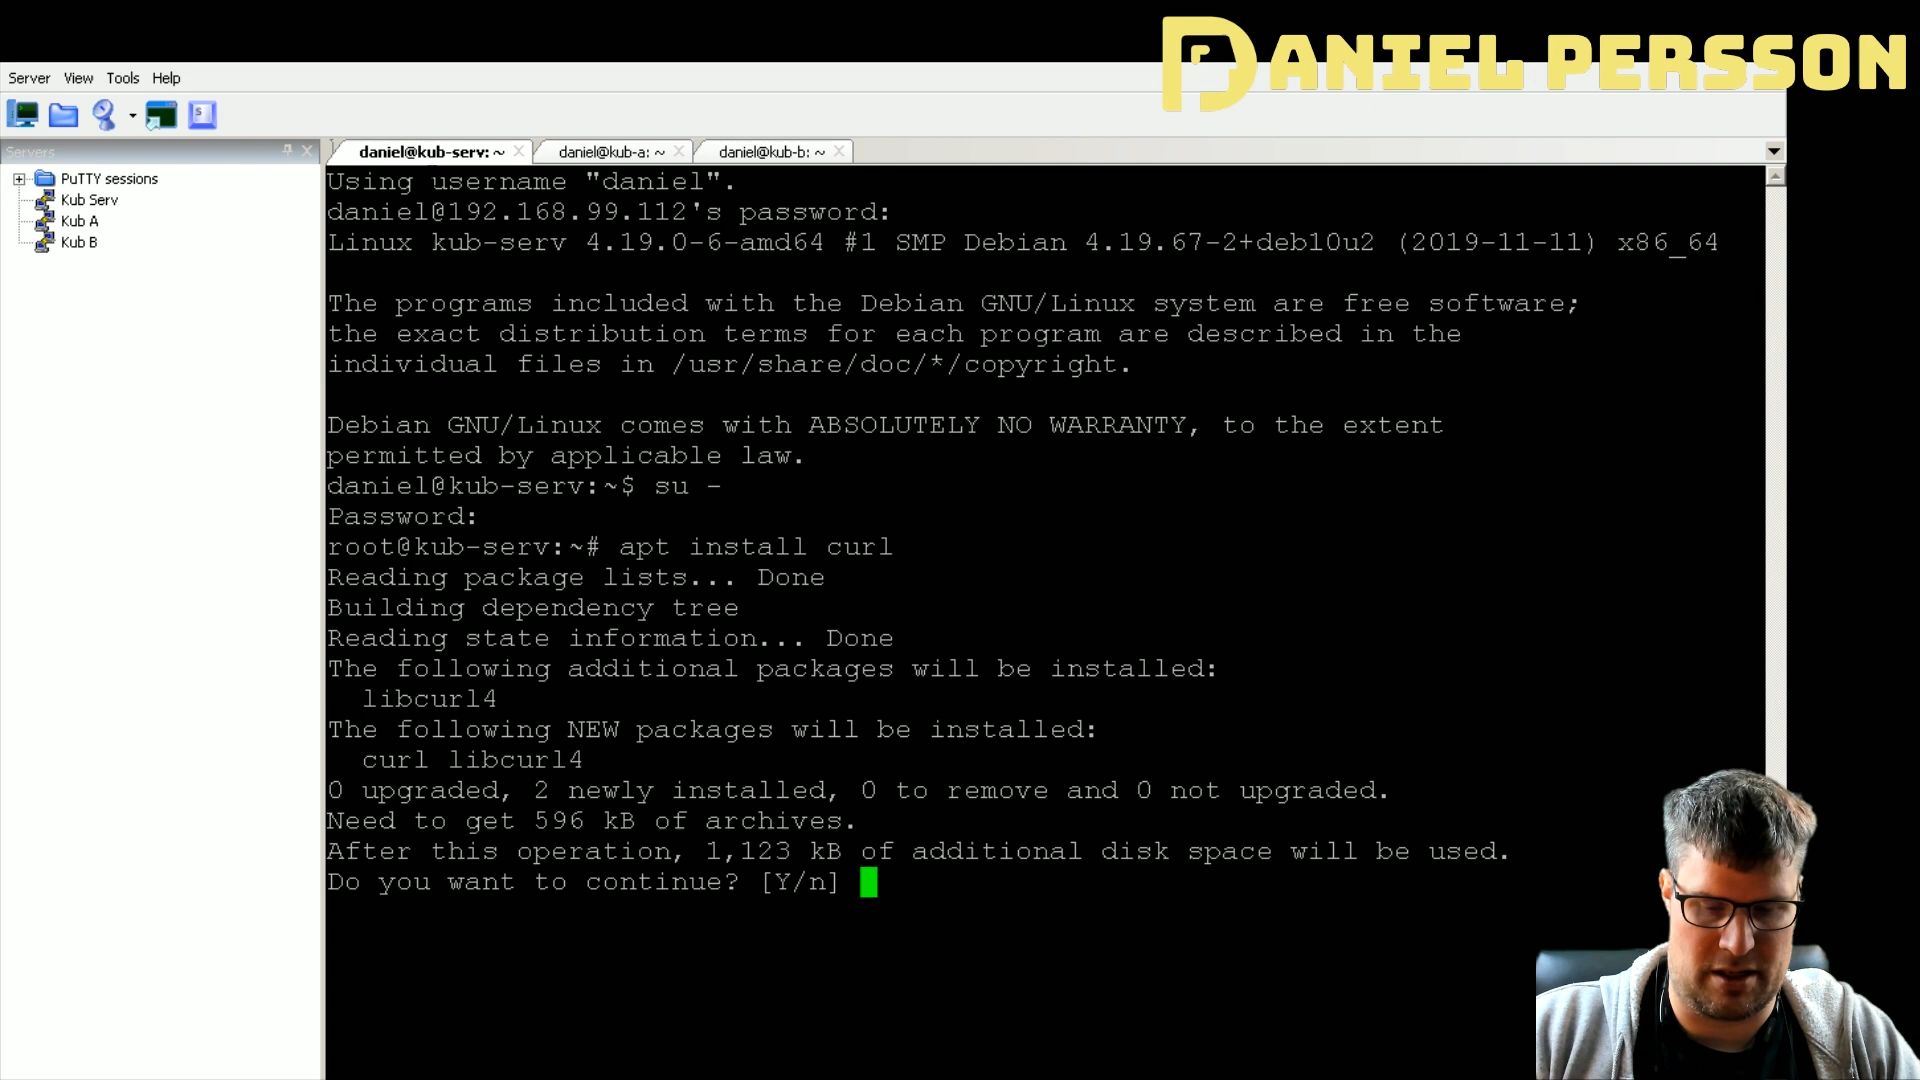 DANIEL PERSSON
Server View Tools Help
Servers
daniel@kub-serv: ~
daniel@kub-a: ~
daniel@kub-b: ~
PuTTY sessions
Kub Serv
Kub A
Kub B
Using username "daniel".
daniel@192.168.99.112's password:
Linux kub-serv 4.19.0-6-amd64 #1 SMP Debian 4.19.67-2+deb10u2 (2019-11-11) x86_64
The programs included with the Debian GNU/Linux system are free software;
the exact distribution terms for each program are described in the
individual files in /usr/share/doc/*/copyright.
Debian GNU/Linux comes with ABSOLUTELY NO WARRANTY, to the extent
permitted by applicable law.
daniel@kub-serv:~$ su -
Password:
root@kub-serv:~# apt install curl
Reading package lists... Done
Building dependency tree
Reading state information... Done
The following additional packages will be installed:
  libcurl4
The following NEW packages will be installed:
  curl libcurl4
0 upgraded, 2 newly installed, 0 to remove and 0 not upgraded.
Need to get 596 kB of archives.
After this operation, 1,123 kB of additional disk space will be used.
Do you want to continue? [Y/n]